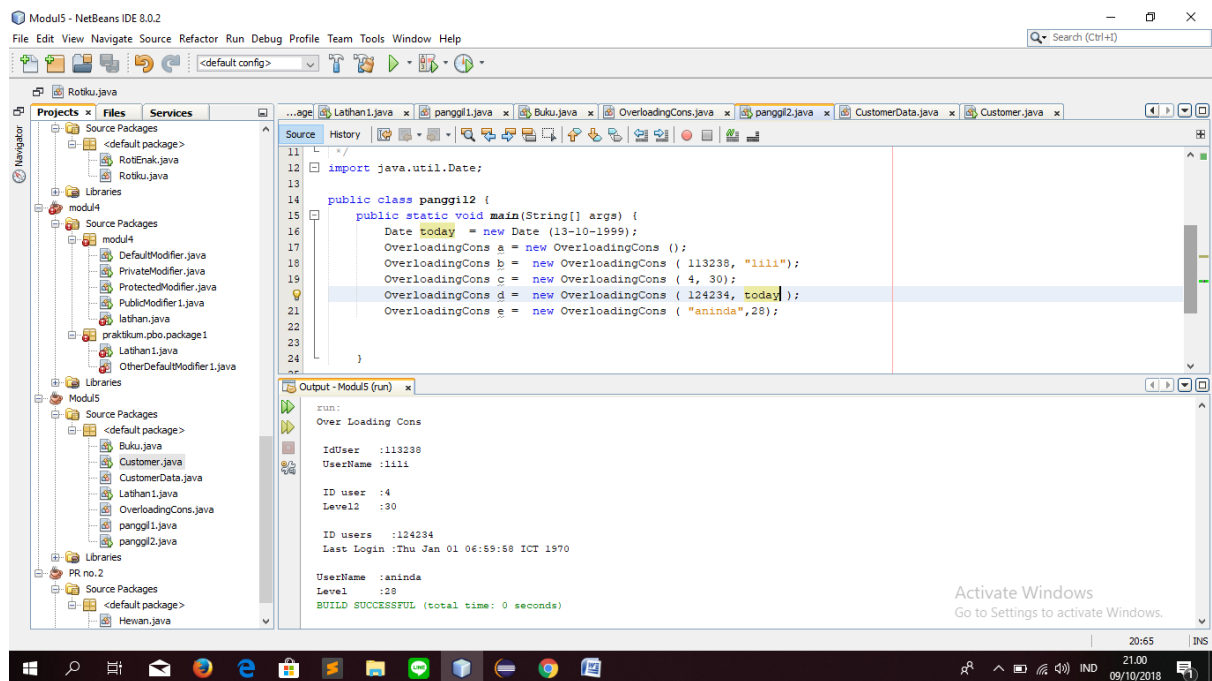 Modul5 - NetBeans IDE 8.0.2
File Edit View Navigate Source Refactor Run Debug Profile Team Tools Window Help
Search (Ctrl+I)
<default config>
Rotiku.java
Projects Files Services
...age Latihan1.java panggil1.java Buku.java OverloadingCons.java panggil2.java CustomerData.java Customer.java
Navigator
Source Packages
<default package>
RotiEnak.java
Rotiku.java
Libraries
modul4
Source Packages
modul4
DefaultModifier.java
PrivateModifier.java
ProtectedModifier.java
PublicModifier1.java
latihan.java
praktikum.pbo.package1
Latihan1.java
OtherDefaultModifier1.java
Libraries
Modul5
Source Packages
<default package>
Buku.java
Customer.java
CustomerData.java
Latihan1.java
OverloadingCons.java
panggil1.java
panggil2.java
Libraries
PR no.2
Source Packages
<default package>
Hewan.java
Source History
11 */
12 import java.util.Date;
13
14 public class panggil2 {
15 public static void main(String[] args) {
16 Date today = new Date (13-10-1999);
17 OverloadingCons a = new OverloadingCons ();
18 OverloadingCons b = new OverloadingCons ( 113238, "lili");
19 OverloadingCons c = new OverloadingCons ( 4, 30);
OverloadingCons d = new OverloadingCons ( 124234, today );
21 OverloadingCons e = new OverloadingCons ( "aninda",28);
22
23
24 }
Output - Modul5 (run)
run:
Over Loading Cons
IdUser :113238
UserName :lili
ID user :4
Level2 :30
ID users :124234
Last Login :Thu Jan 01 06:59:58 ICT 1970
UserName :aninda
Level :28
BUILD SUCCESSFUL (total time: 0 seconds)
Activate Windows
Go to Settings to activate Windows.
20:65 INS
IND
21.00
09/10/2018